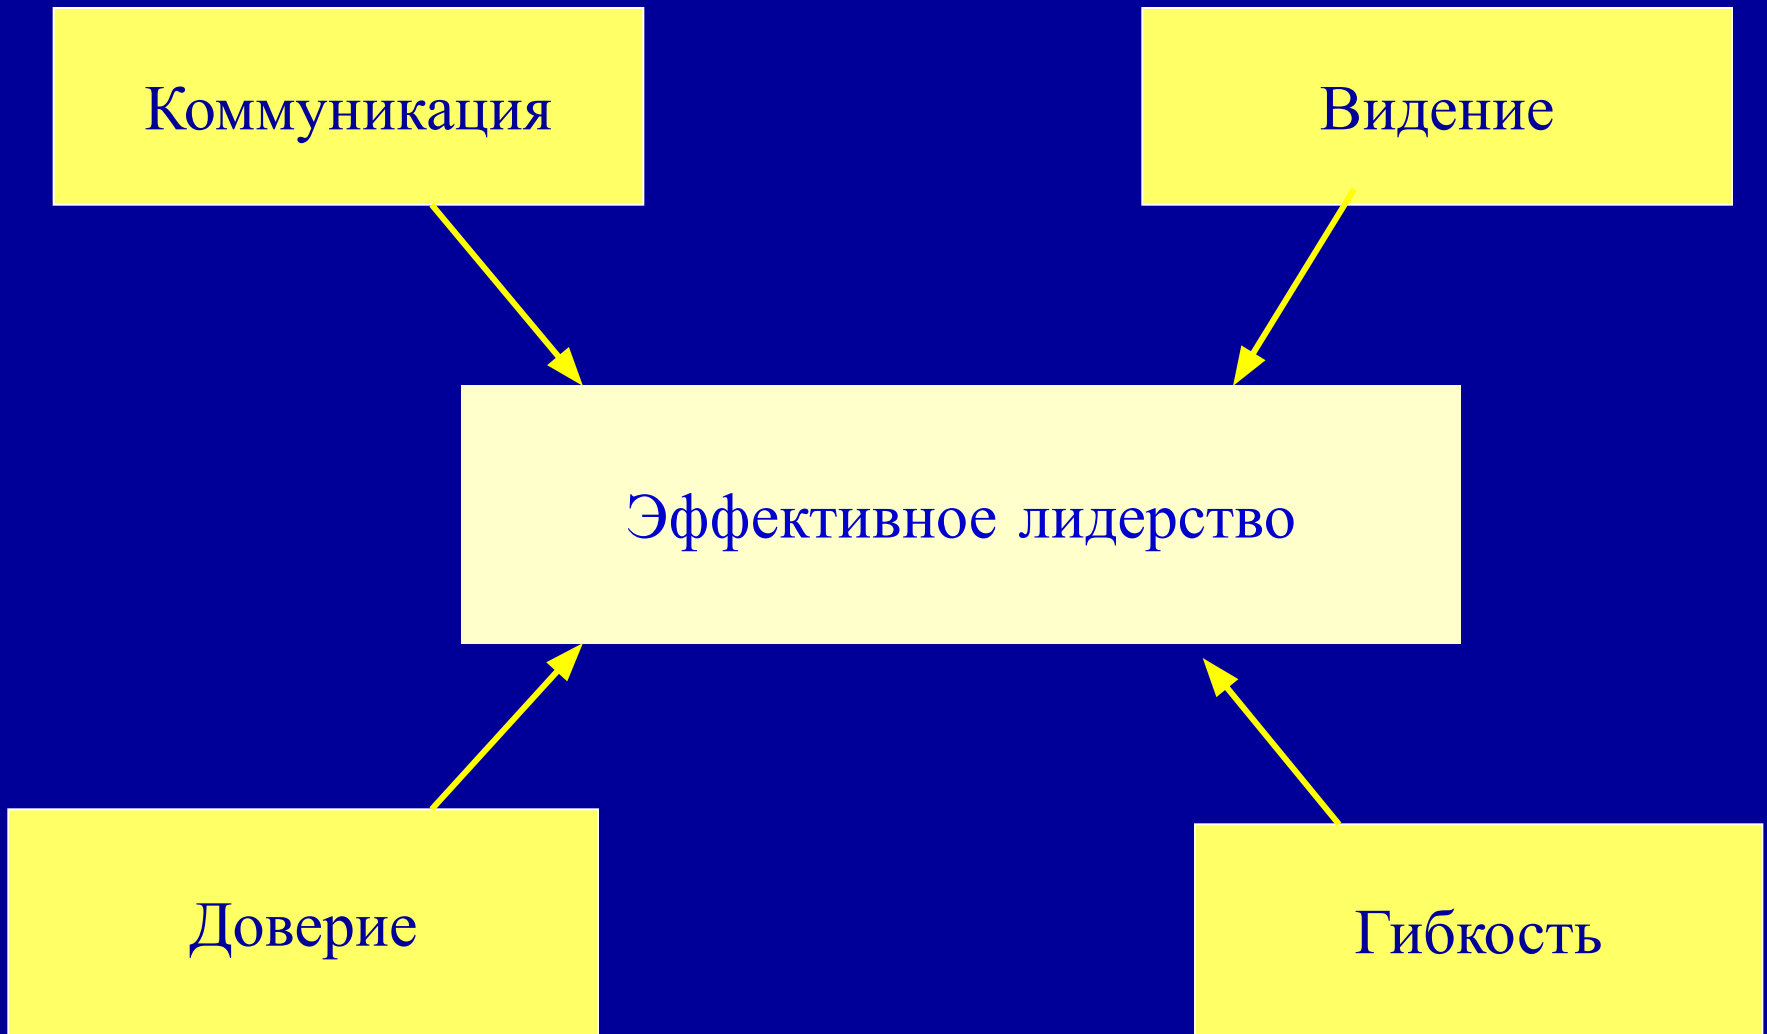 Коммуникация
Видение
Эффективное лидерство
Доверие
Гибкость